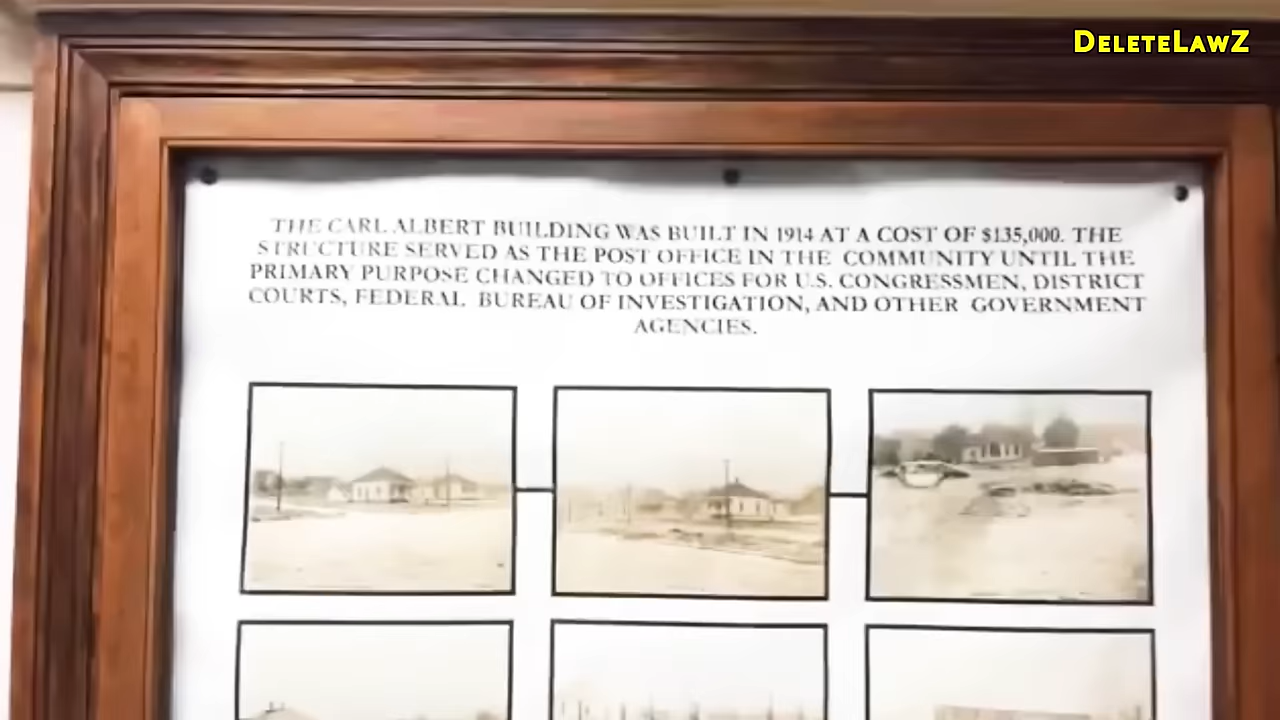 DELETELAWZ
THE CARL ALBERT BUILDING WAS BUILT IN 1914 AT A COST OF $135,000. THE
STRUCTURE SERVED AS THE POST OFFICE IN THE COMMUNITY UNTIL THE
PRIMARY PURPOSE CHANGED TO OFFICES FOR U.S. CONGRESSMEN, DISTRICT
COURTS, FEDERAL BUREAU OF INVESTIGATION, AND OTHER GOVERNMENT
AGENCIES.